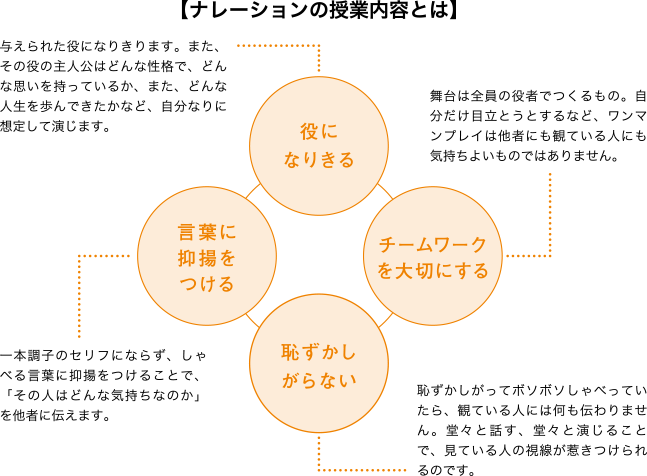 【ナレーションの授業内容とは】
与えられた役になりきります。また、
その役の主人公はどんな性格で、どん
な思いを持っているか、また、どんな
人生を歩んできたかなど、自分なりに
想定して演じます。
役に
なりきる
舞台は全員の役者でつくるもの。自
分だけ目立とうとするなど、ワンマ
ンプレイは他者にも観ている人にも
気持ちよいものではありません。
チームワーク
を大切にする
言葉に
抑揚を
つける
一本調子のセリフにならず、しゃ
べる言葉に抑揚をつけることで、
「その人はどんな気持ちなのか」
を他者に伝えます。
恥ずかし
がらない
恥ずかしがってボソボソしゃべってい
たら、観ている人には何も伝わりませ
ん。堂々と話す、堂々と演じること
で、見ている人の視線が惹きつけられ
るのです。